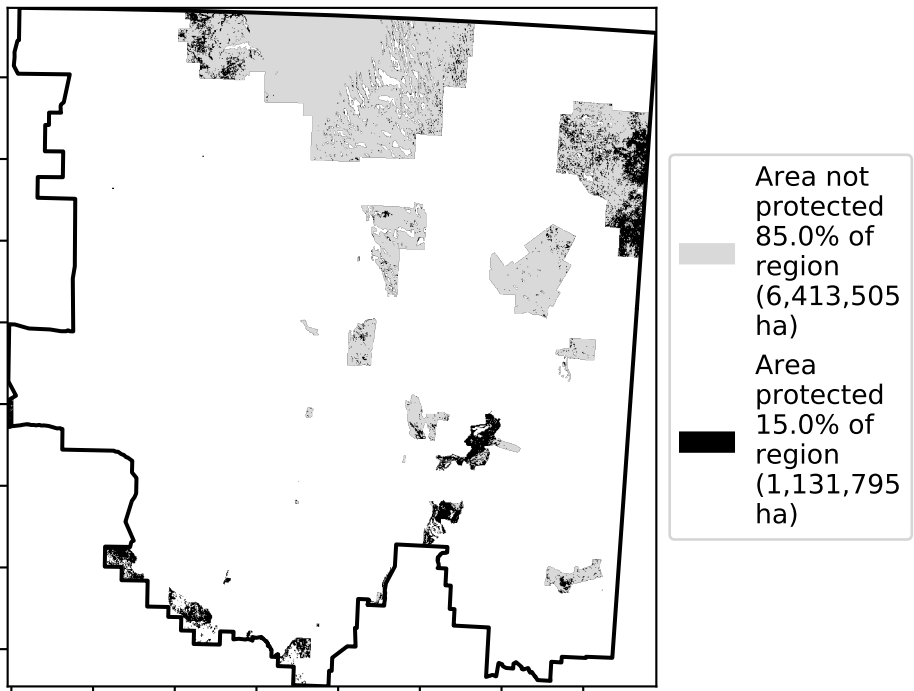 Area not
protected
85.0% of
region
(6,413,505
ha)
Area
protected
15.0% of
region
(1,131,795
ha)